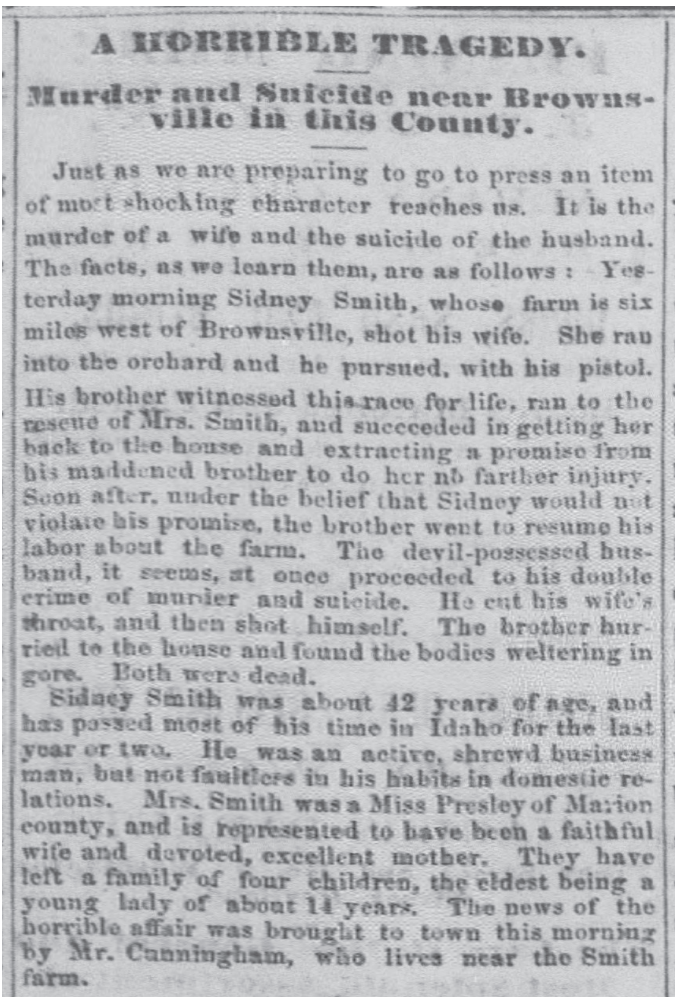 A HORRIBLE TRAGEDY.
Murder and Suicide near Browns-
ville in this County.
Just as we are preparing to go to press an item
of most shocking character reaches us. It is the
murder of a wife and the suicide of the husband.
The facts, as we learn them, are as follows : Yes-
terday morning Sidney Smith, whose farm is six
miles west of Brownsville, shot his wife. She ran
into the orchard and he pursued, with his pistol.
His brother witnessed this race for life, ran to the
rescue of Mrs. Smith, and succeeded in getting her
back to the house and extracting a promise from
his maddened brother to do her nb farther injury.
Soon after, under the belief that Sidney would not
violate his promise, the brother went to resume his
labor about the farm. The devil-possessed hus-
band, it seems, at once proceeded to his double
crime of murder and suicide. He cut his wife's
throat, and then shot himself. The brother hur-
ried to the house and found the bodies weltering in
gore. Both were dead.
Sidney Smith was about 42 years of age, and
has passed most of his time in Idaho for the last
year or two. He was an active, shrewd business
man, but not faultless in his habits in domestic re-
lations. Mrs. Smith was a Miss Presley of Marion
county, and is represented to have been a faithful
wife and devoted, excellent mother. They have
left a family of four children, the eldest being a
young lady of about 14 years. The news of the
horrible affair was brought to town this morning
by Mr. Cunningham, who lives near the Smith
farm.